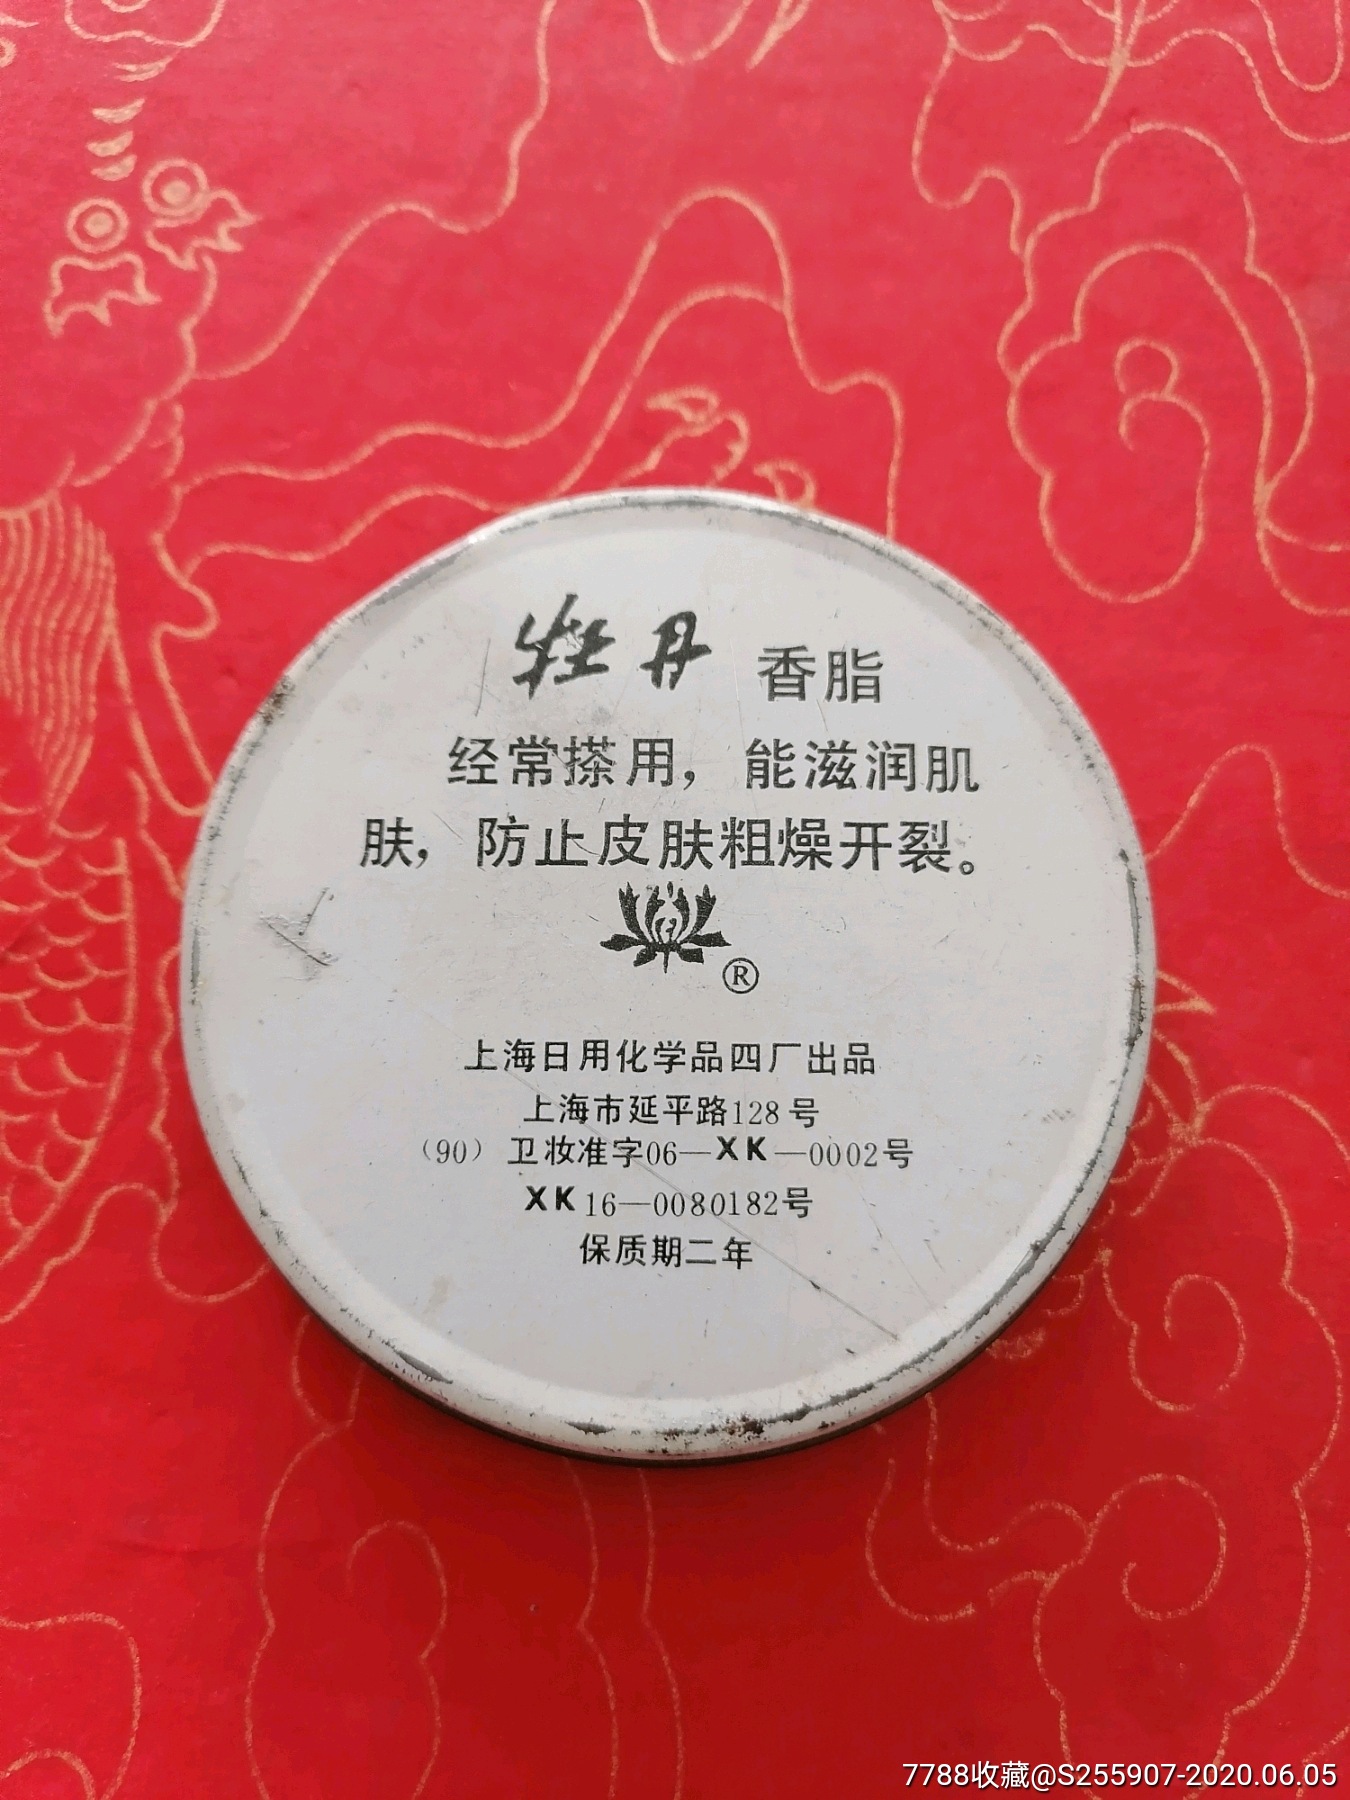 牡丹 香脂
经常搽用，能滋润肌
肤，防止皮肤粗燥开裂。
®
上海日用化学品四厂出品
上海市延平路128号
（90）卫妆准字06—XK—0002号
XK16—0080182号
保质期二年
7788收藏@S255907-2020.06.05